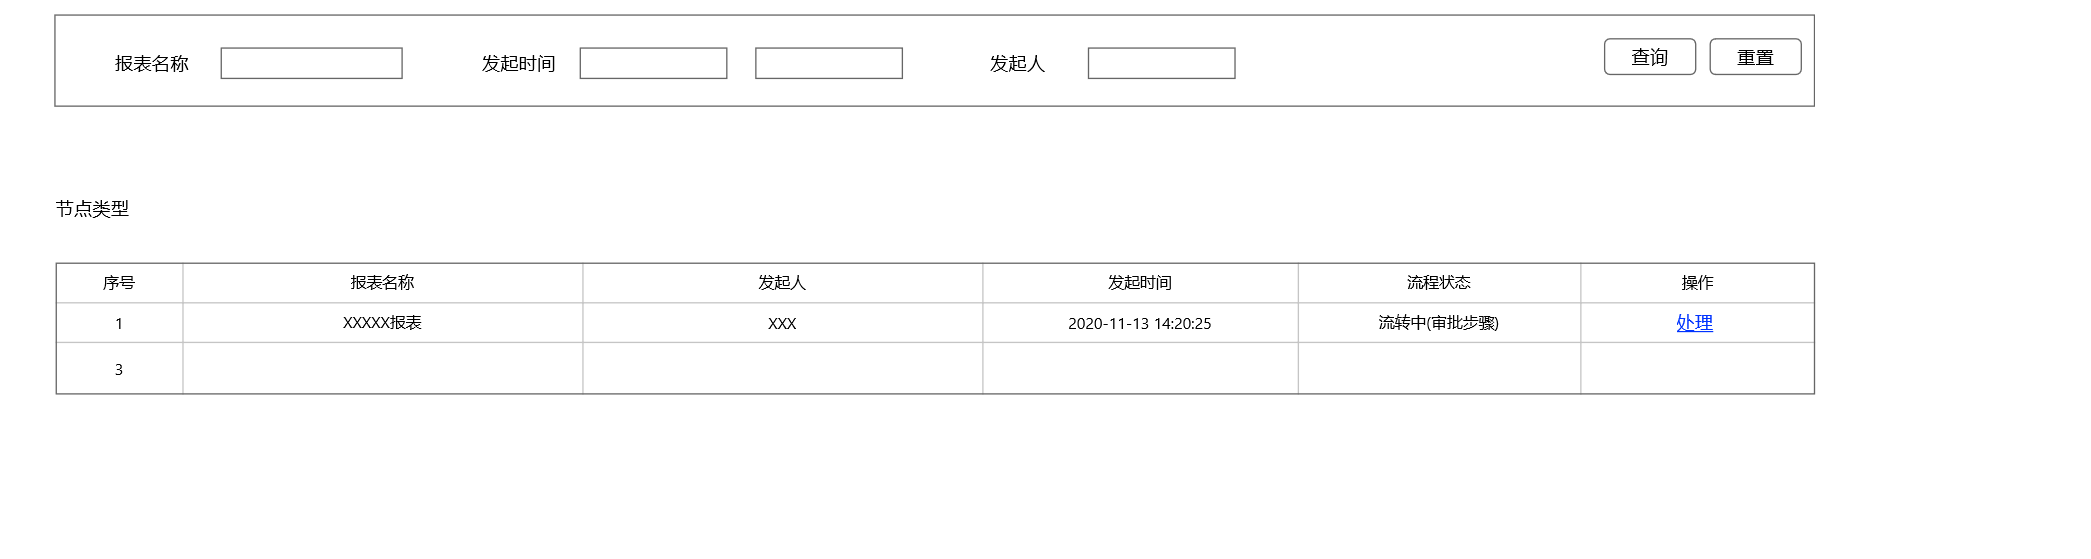 报表名称 发起时间 发起人 查询 重置
节点类型
序号 报表名称 发起人 发起时间 流程状态 操作
1 XXXXX报表 XXX 2020-11-13 14:20:25 流转中(审批步骤) 处理
3